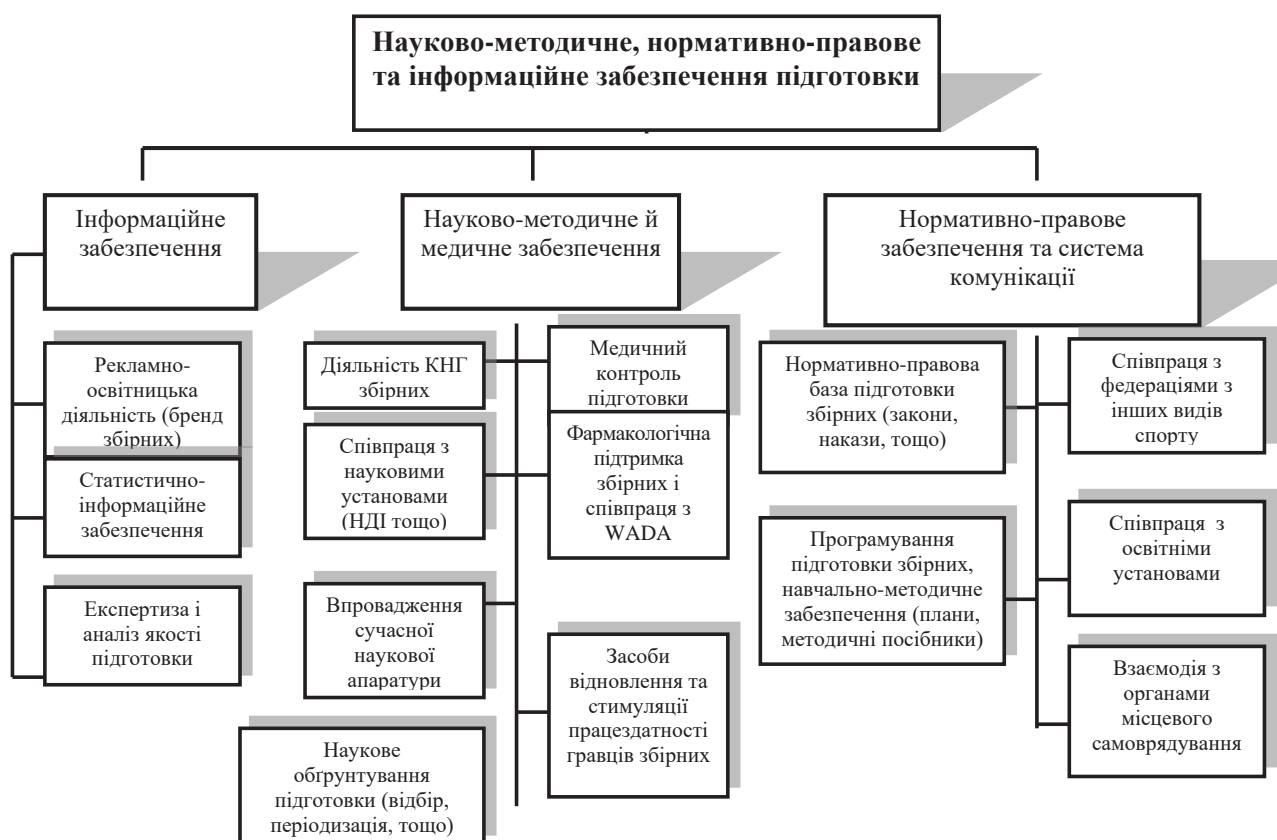 Науково-методичне, нормативно-правове
та інформаційне забезпечення підготовки
Інформаційне
забезпечення
Рекламно-
освітницька
діяльність (бренд
збірних)
Статистично-
інформаційне
забезпечення
Експертиза і
аналіз якості
підготовки
Науково-методичне й
медичне забезпечення
Діяльність КНГ
збірних
Співпраця з
науковими
установами
(НДІ тощо)
Впровадження
сучасної
наукової
апаратури
Наукове
обґрунтування
підготовки (відбір,
періодизація, тощо)
Медичний
контроль
підготовки
Фармакологічна
підтримка
збірних і
співпраця з
WADA
Засоби
відновлення та
стимуляції
працездатності
гравців збірних
Нормативно-правове
забезпечення та система
комунікації
Нормативно-правова
база підготовки
збірних (закони,
накази, тощо)
Програмування
підготовки збірних,
навчально-методичне
забезпечення (плани,
методичні посібники)
Співпраця з
федераціями з
інших видів
спорту
Співпраця з
освітніми
установами
Взаємодія з
органами
місцевого
самоврядування